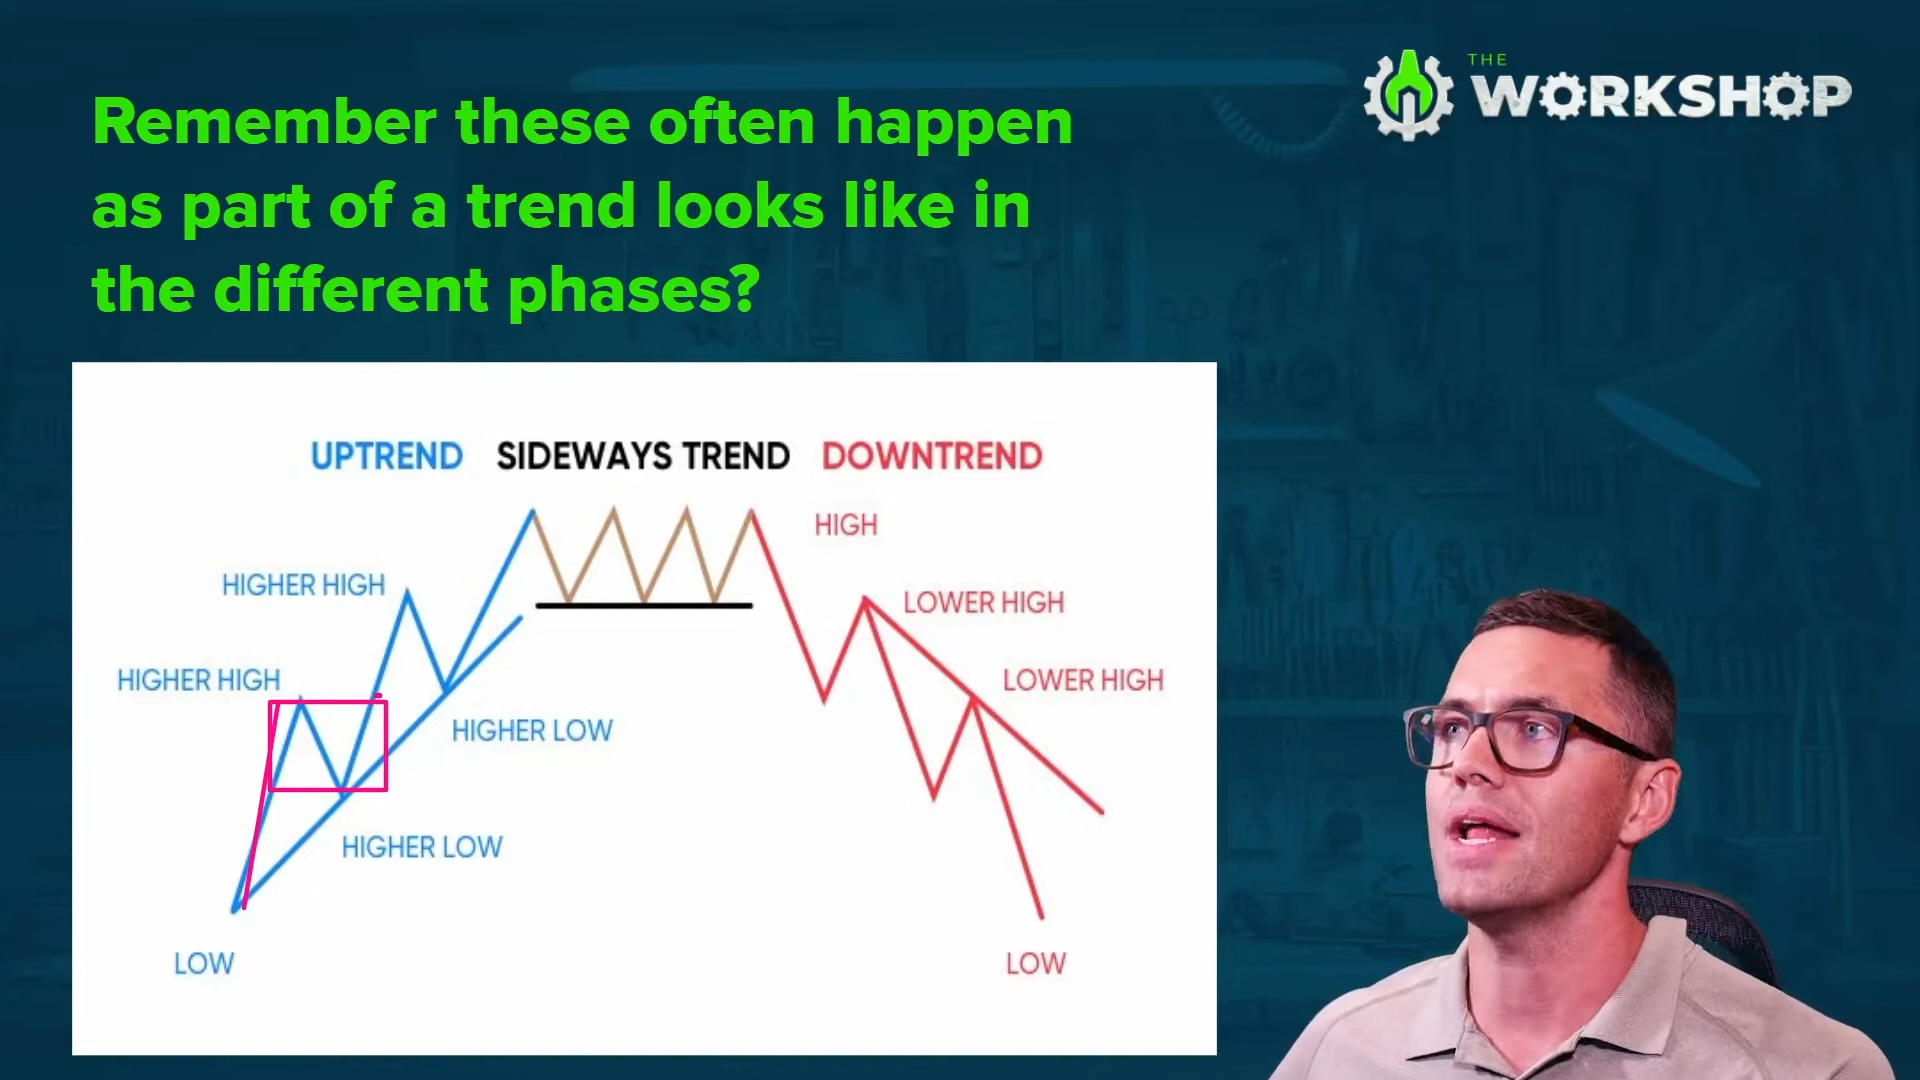 THE
WORKSHOP
Remember these often happen
as part of a trend looks like in
the different phases?
UPTREND SIDEWAYS TREND DOWNTREND
HIGH
HIGHER HIGH
LOWER HIGH
HIGHER HIGH
LOWER HIGH
HIGHER LOW
HIGHER LOW
LOW
LOW